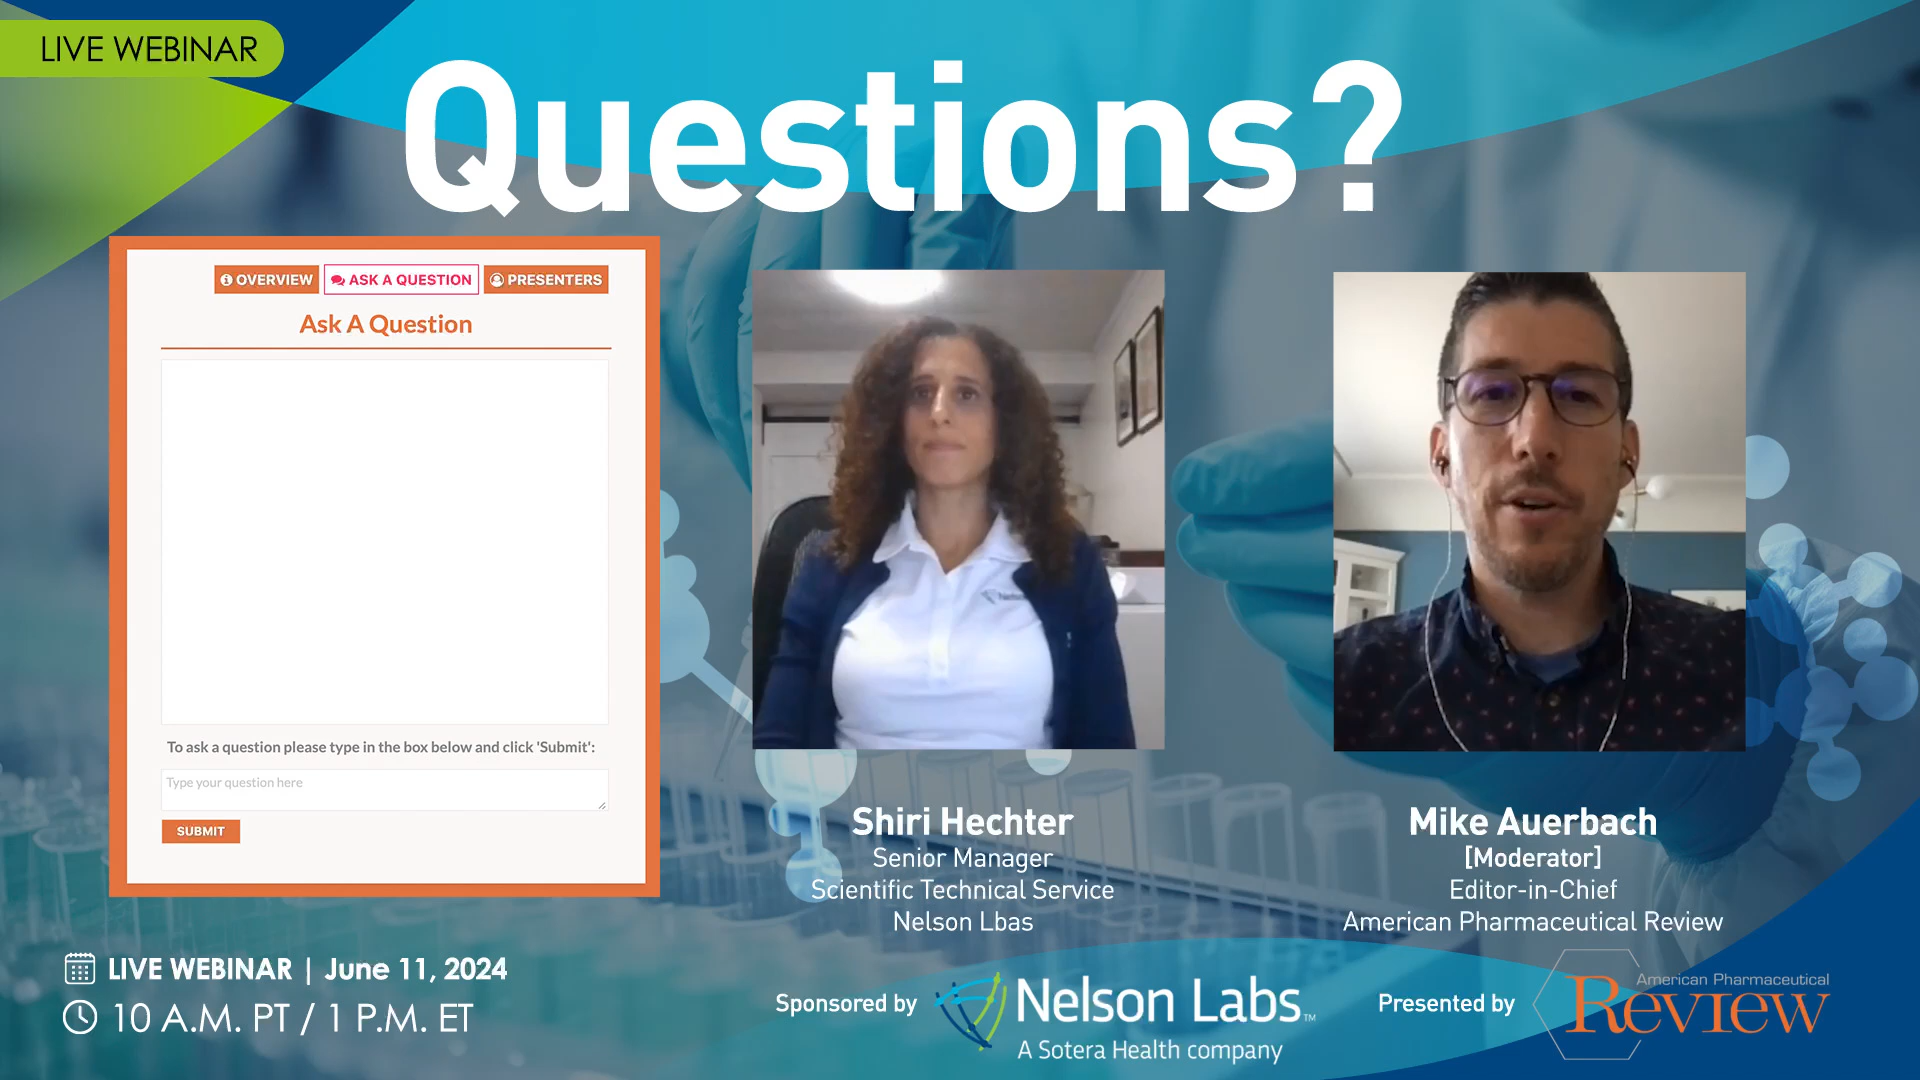 LIVE WEBINAR
Questions?
OVERVIEW
ASK A QUESTION
PRESENTERS
Ask A Question
To ask a question please type in the box below and click 'Submit':
Type your question here
SUBMIT
Nelson
Shiri Hechter
Senior Manager
Scientific Technical Service
Nelson Lbas
Mike Auerbach
[Moderator]
Editor-in-Chief
American Pharmaceutical Review
LIVE WEBINAR | June 11, 2024
10 A.M. PT / 1 P.M. ET
Sponsored by
Nelson Labs™
A Sotera Health company
Presented by
American Pharmaceutical
Review